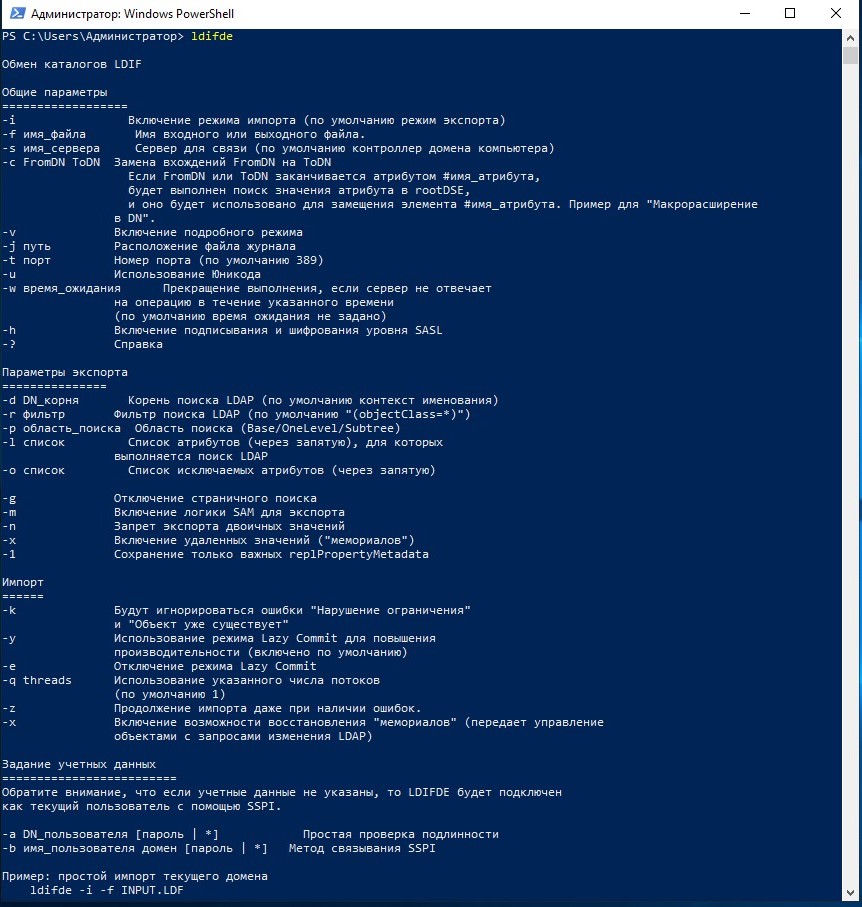 Администратор: Windows PowerShell
PS C:\Users\Администратор> ldifde
Обмен каталогов LDIF
Общие параметры
==================
-i Включение режима импорта (по умолчанию режим экспорта)
-f имя_файла Имя входного или выходного файла.
-s имя_сервера Сервер для связи (по умолчанию контроллер домена компьютера)
-c FromDN ToDN Замена вхождений FromDN на ToDN
Если FromDN или ToDN заканчивается атрибутом #имя_атрибута,
будет выполнен поиск значения атрибута в rootDSE,
и оно будет использовано для замещения элемента #имя_атрибута. Пример для "Макрорасширение
в DN".
-v Включение подробного режима
-j путь Расположение файла журнала
-t порт Номер порта (по умолчанию 389)
-u Использование Юникода
-w время_ожидания Прекращение выполнения, если сервер не отвечает
на операцию в течение указанного времени
(по умолчанию время ожидания не задано)
-h Включение подписывания и шифрования уровня SASL
-? Справка
Параметры экспорта
===============
-d DN_корня Корень поиска LDAP (по умолчанию контекст именования)
-r фильтр Фильтр поиска LDAP (по умолчанию "(objectClass=*)")
-p область_поиска Область поиска (Base/OneLevel/Subtree)
-l список Список атрибутов (через запятую), для которых
выполняется поиск LDAP
-o список Список исключаемых атрибутов (через запятую)
-g Отключение страничного поиска
-m Включение логики SAM для экспорта
-n Запрет экспорта двоичных значений
-x Включение удаленных значений ("мемориалов")
-1 Сохранение только важных replPropertyMetadata
Импорт
======
-k Будут игнорироваться ошибки "Нарушение ограничения"
и "Объект уже существует"
-y Использование режима Lazy Commit для повышения
производительности (включено по умолчанию)
-e Отключение режима Lazy Commit
-q threads Использование указанного числа потоков
(по умолчанию 1)
-z Продолжение импорта даже при наличии ошибок.
-x Включение возможности восстановления "мемориалов" (передает управление
объектами с запросами изменения LDAP)
Задание учетных данных
=========================
Обратите внимание, что если учетные данные не указаны, то LDIFDE будет подключен
как текущий пользователь с помощью SSPI.
-a DN_пользователя [пароль | *] Простая проверка подлинности
-b имя_пользователя домен [пароль | *] Метод связывания SSPI
Пример: простой импорт текущего домена
ldifde -i -f INPUT.LDF